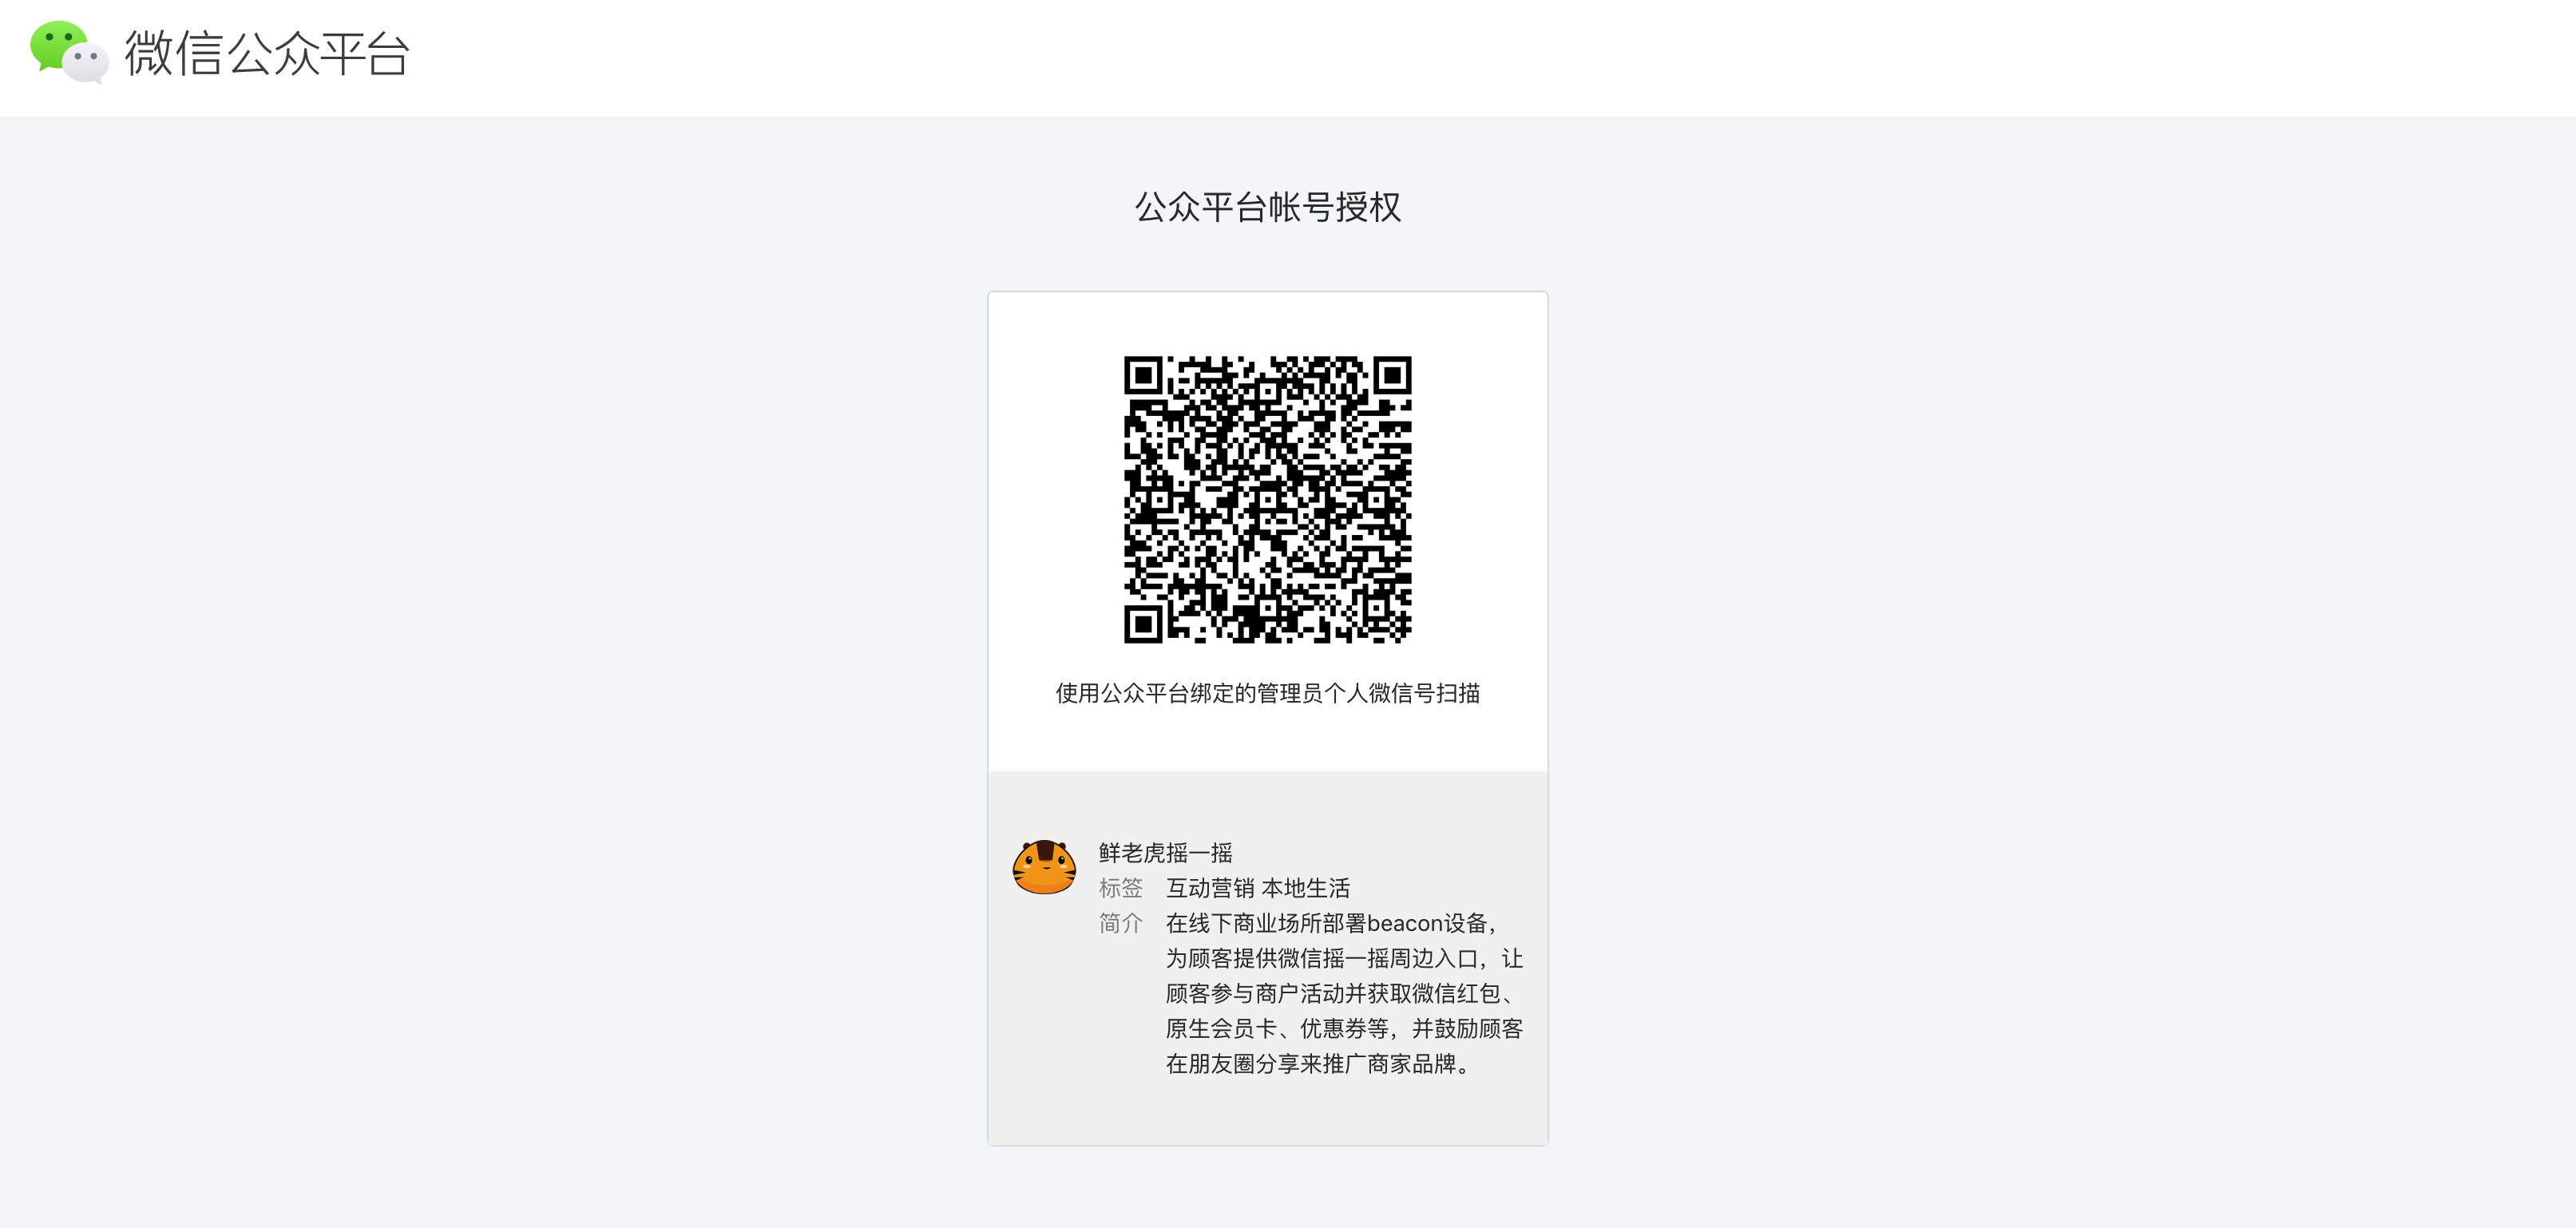 微信公众平台
公众平台帐号授权
使用公众平台绑定的管理员个人微信号扫描
鲜老虎摇一摇
标签 互动营销 本地生活
简介 在线下商业场所部署beacon设备，
为顾客提供微信摇一摇周边入口，让
顾客参与商户活动并获取微信红包、
原生会员卡、优惠券等，并鼓励顾客
在朋友圈分享来推广商家品牌。